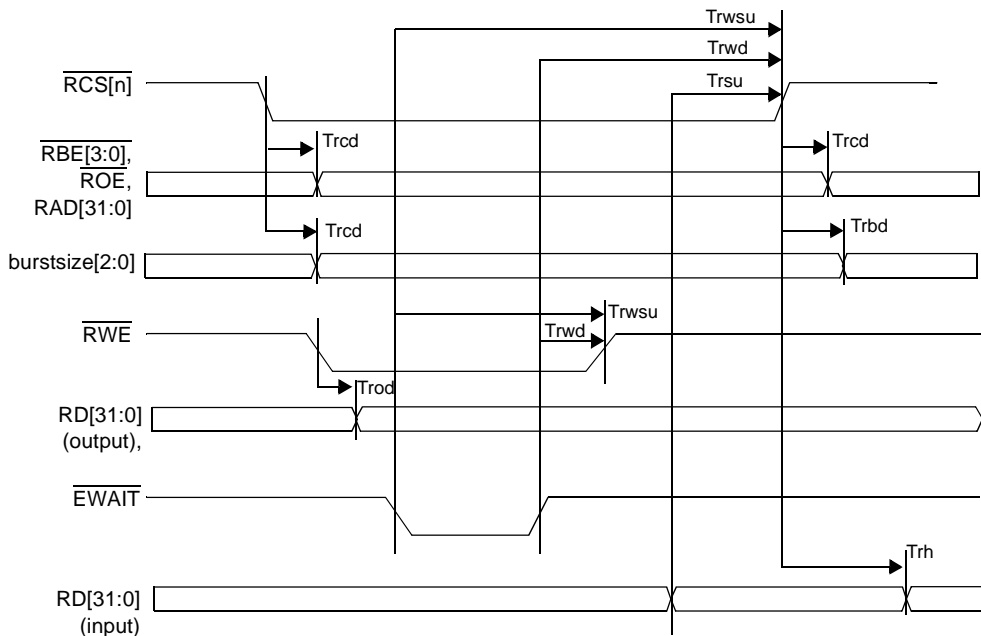 Trwsu
Trwd
RCS[n]
Trsu
RBE[3:0],
Trcd
Trcd
ROE,
RAD[31:0]
Trcd
Trbd
burstsize[2:0]
Trwsu
RWE
Trwd
Trod
RD[31:0]
(output),
EWAIT
Trh
RD[31:0]
(input)